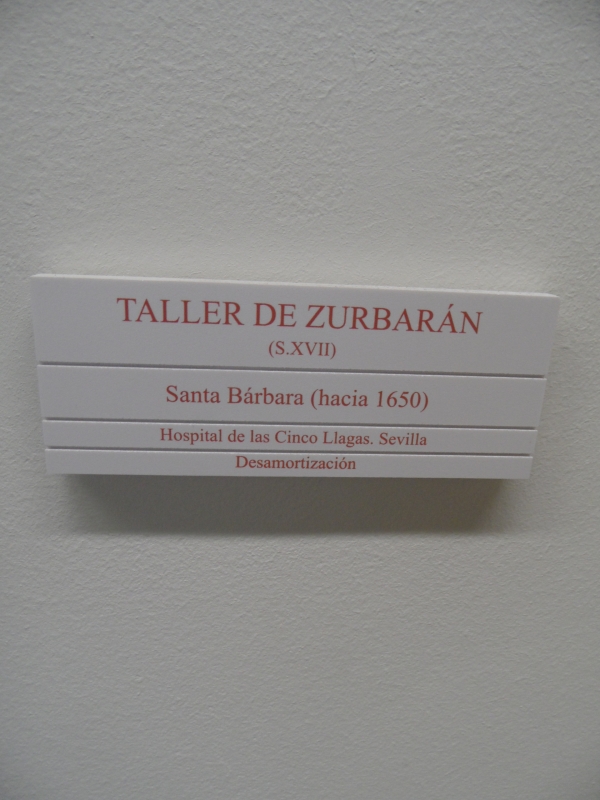 TALLER DE ZURBARÁN
(S.XVII)
Santa Bárbara (hacia 1650)
Hospital de las Cinco Llagas. Sevilla
Desamortización